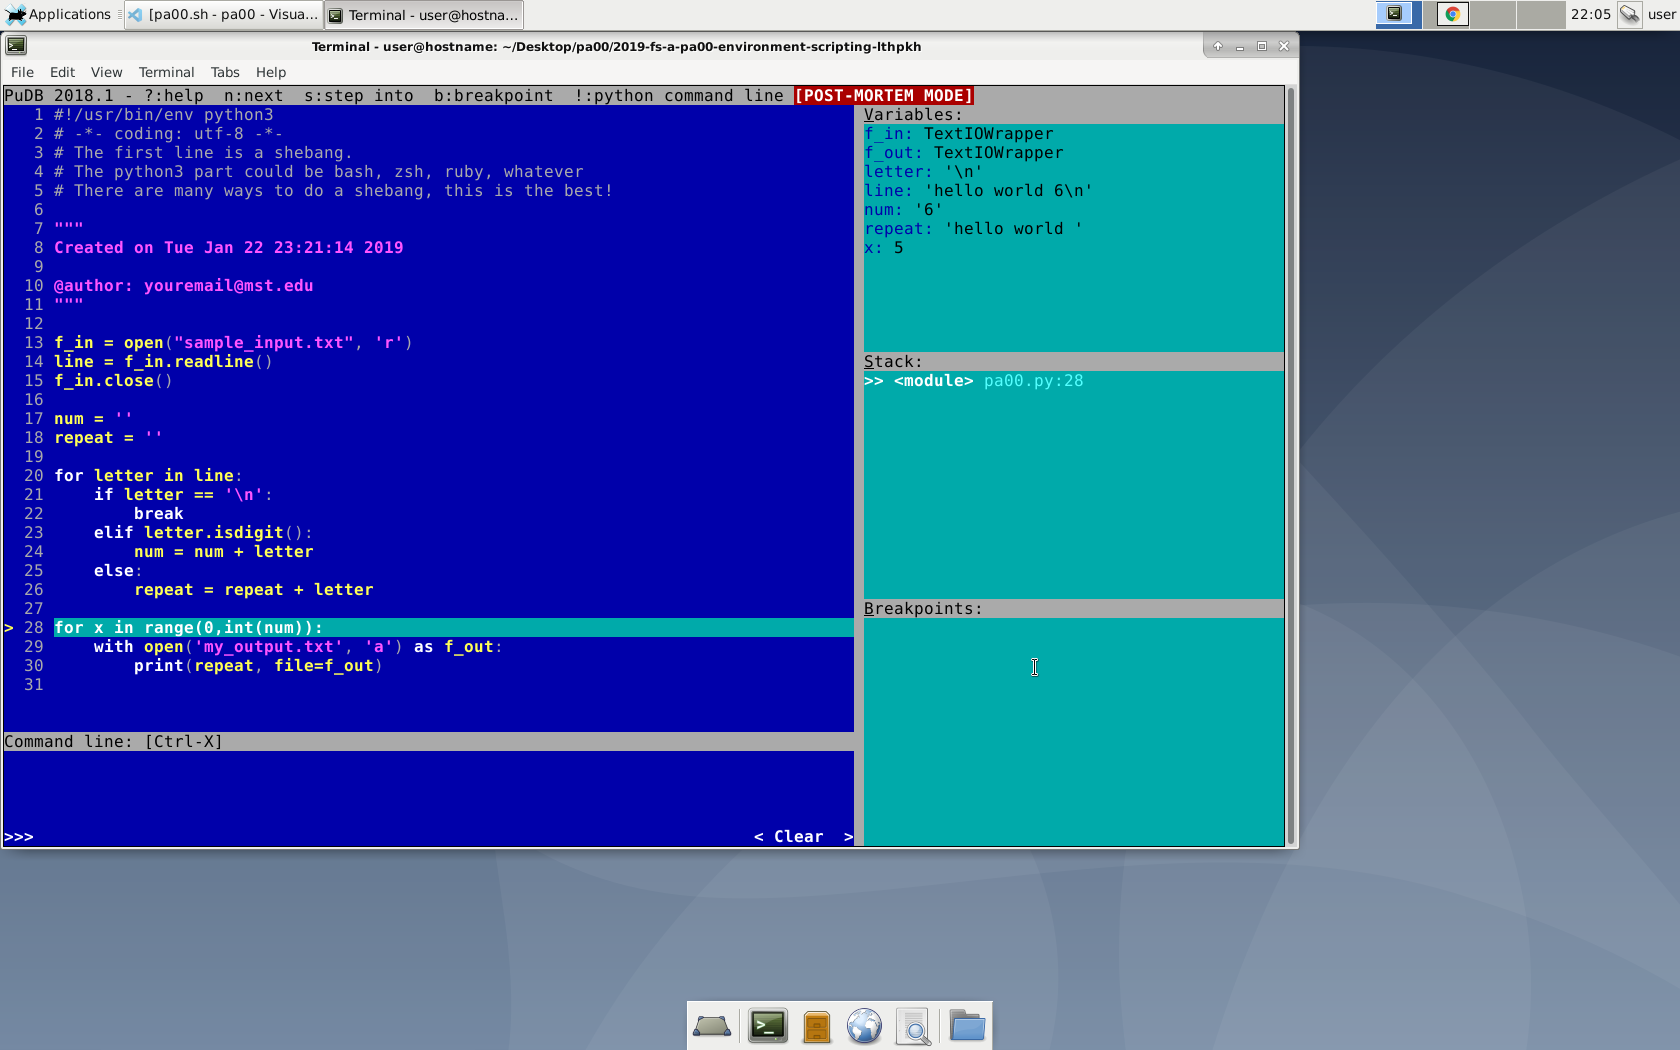 Applications
[pa00.sh - pa00 - Visua...
Terminal - user@hostna...
22:05
user
Terminal - user@hostname: ~/Desktop/pa00/2019-fs-a-pa00-environment-scripting-lthpkh
File Edit View Terminal Tabs Help
PuDB 2018.1 - ?:help n:next s:step into b:breakpoint !:python command line [POST-MORTEM MODE]
1 #!/usr/bin/env python3
2 # -*- coding: utf-8 -*-
3 # The first line is a shebang.
4 # The python3 part could be bash, zsh, ruby, whatever
5 # There are many ways to do a shebang, this is the best!
6
7 """
8 Created on Tue Jan 22 23:21:14 2019
9
10 @author: youremail@mst.edu
11 """
12
13 f_in = open("sample_input.txt", 'r')
14 line = f_in.readline()
15 f_in.close()
16
17 num = ''
18 repeat = ''
19
20 for letter in line:
21     if letter == '\n':
22         break
23     elif letter.isdigit():
24         num = num + letter
25     else:
26         repeat = repeat + letter
27
> 28 for x in range(0,int(num)):
29     with open('my_output.txt', 'a') as f_out:
30         print(repeat, file=f_out)
31
Command line: [Ctrl-X]
>>>
< Clear >
Variables:
f_in: TextIOWrapper
f_out: TextIOWrapper
letter: '\n'
line: 'hello world 6\n'
num: '6'
repeat: 'hello world '
x: 5
Stack:
>> <module> pa00.py:28
Breakpoints: